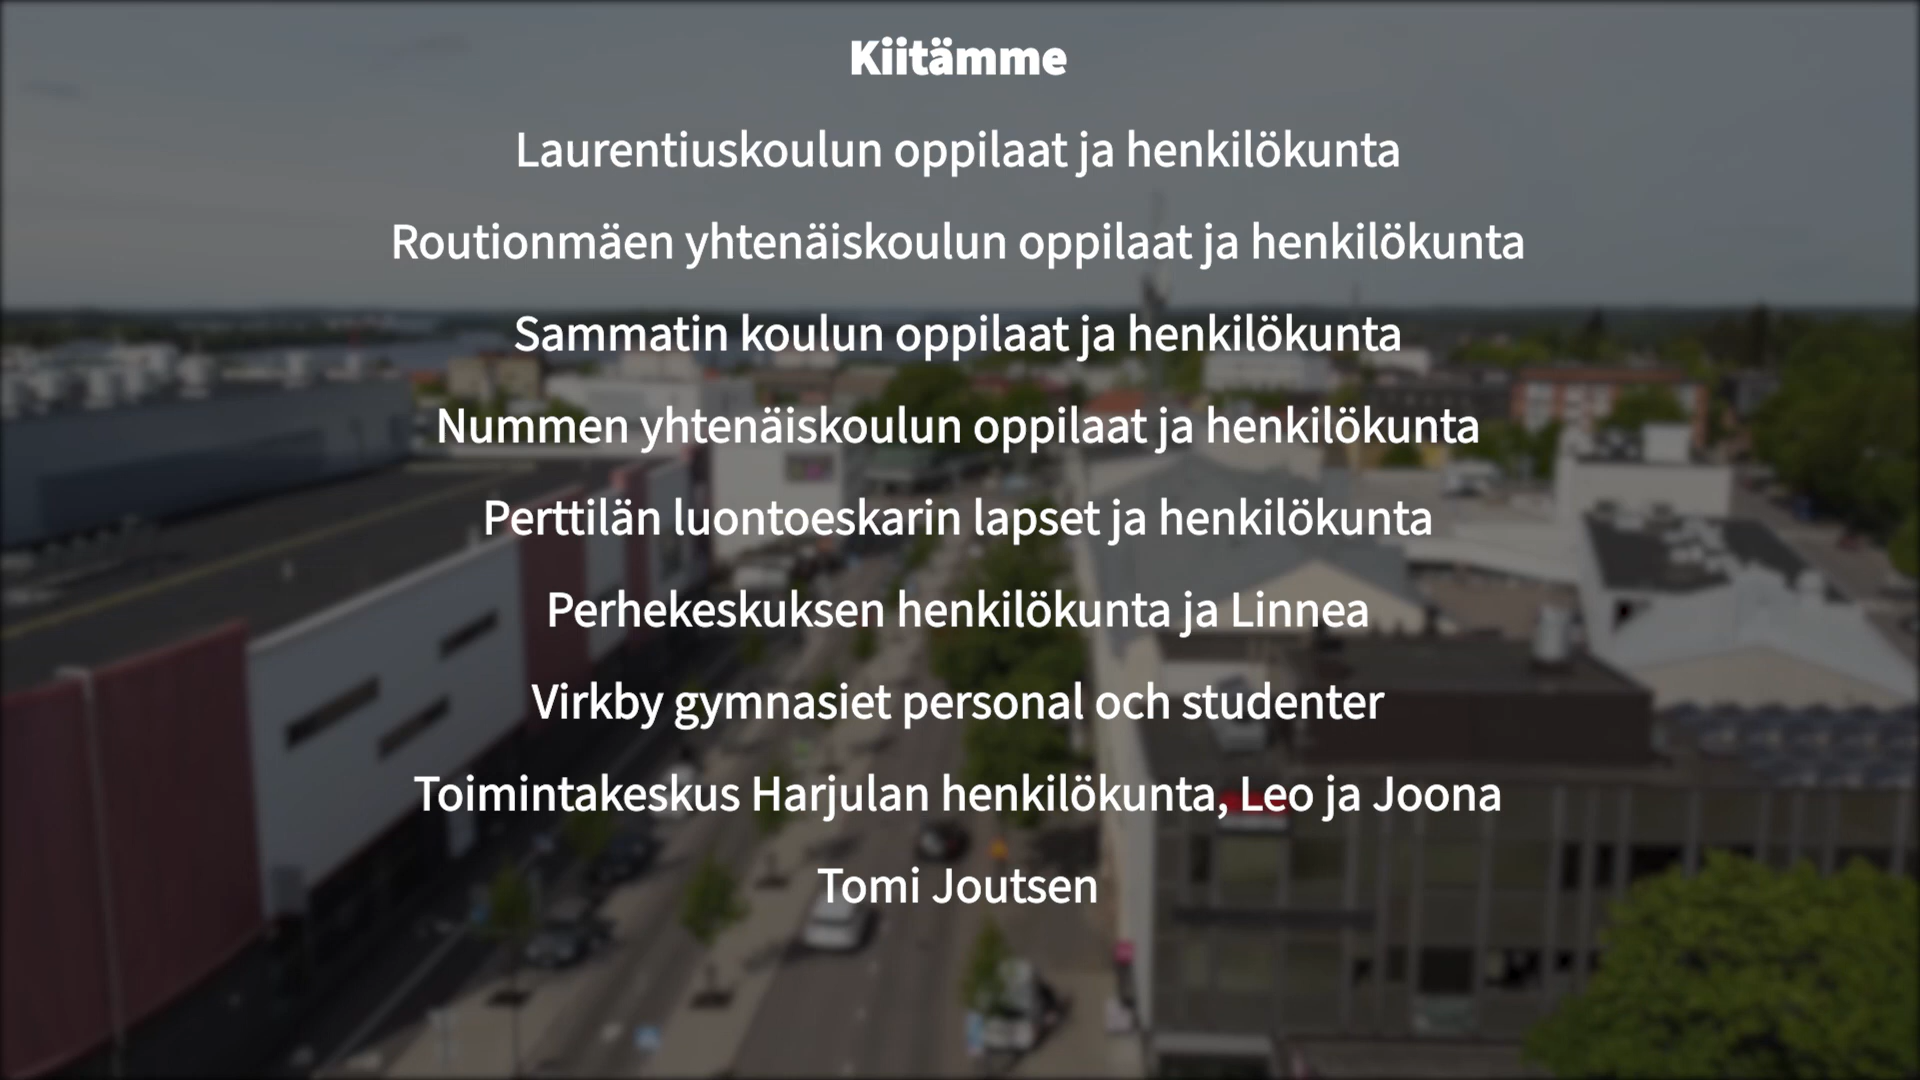 Kiitämme
Laurentiuskoulun oppilaat ja henkilökunta
Routionmäen yhtenäiskoulun oppilaat ja henkilökunta
Sammatin koulun oppilaat ja henkilökunta
Nummen yhtenäiskoulun oppilaat ja henkilökunta
Perttilän luontoeskarin lapset ja henkilökunta
Perhekeskuksen henkilökunta ja Linnea
Virkby gymnasiet personal och studenter
Toimintakeskus Harjulan henkilökunta, Leo ja Joona
Tomi Joutsen